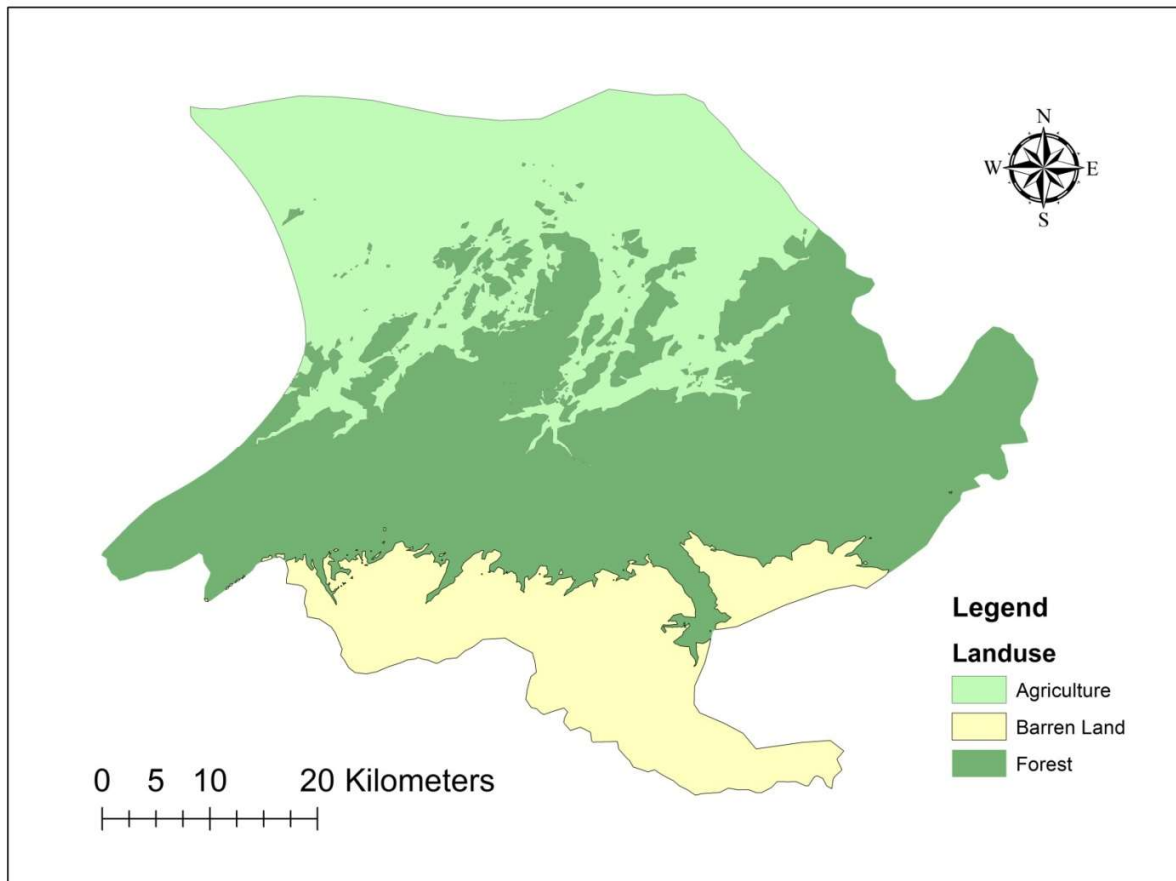 N
W E
S
Legend
Landuse
Agriculture
Barren Land
Forest
0 5 10 20 Kilometers